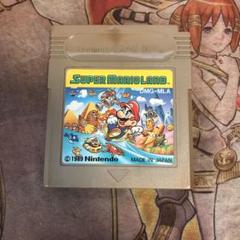 SUPER MARIO LAND
DMG-MLA
© 1989 Nintendo
MADE IN JAPAN